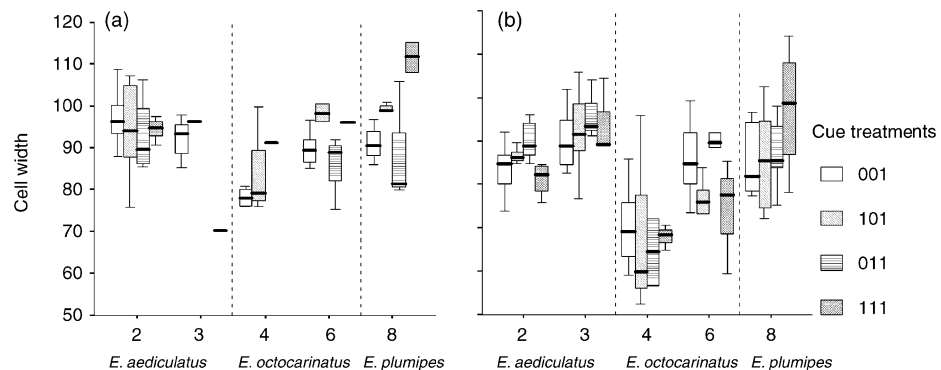 (a)
(b)
Cell width
120
110
100
90
80
70
60
50
2 3 4 6 8
E. aediculatus E. octocarinatus E. plumipes
2 3 4 6 8
E. aediculatus E. octocarinatus E. plumipes
Cue treatments
001
101
011
111